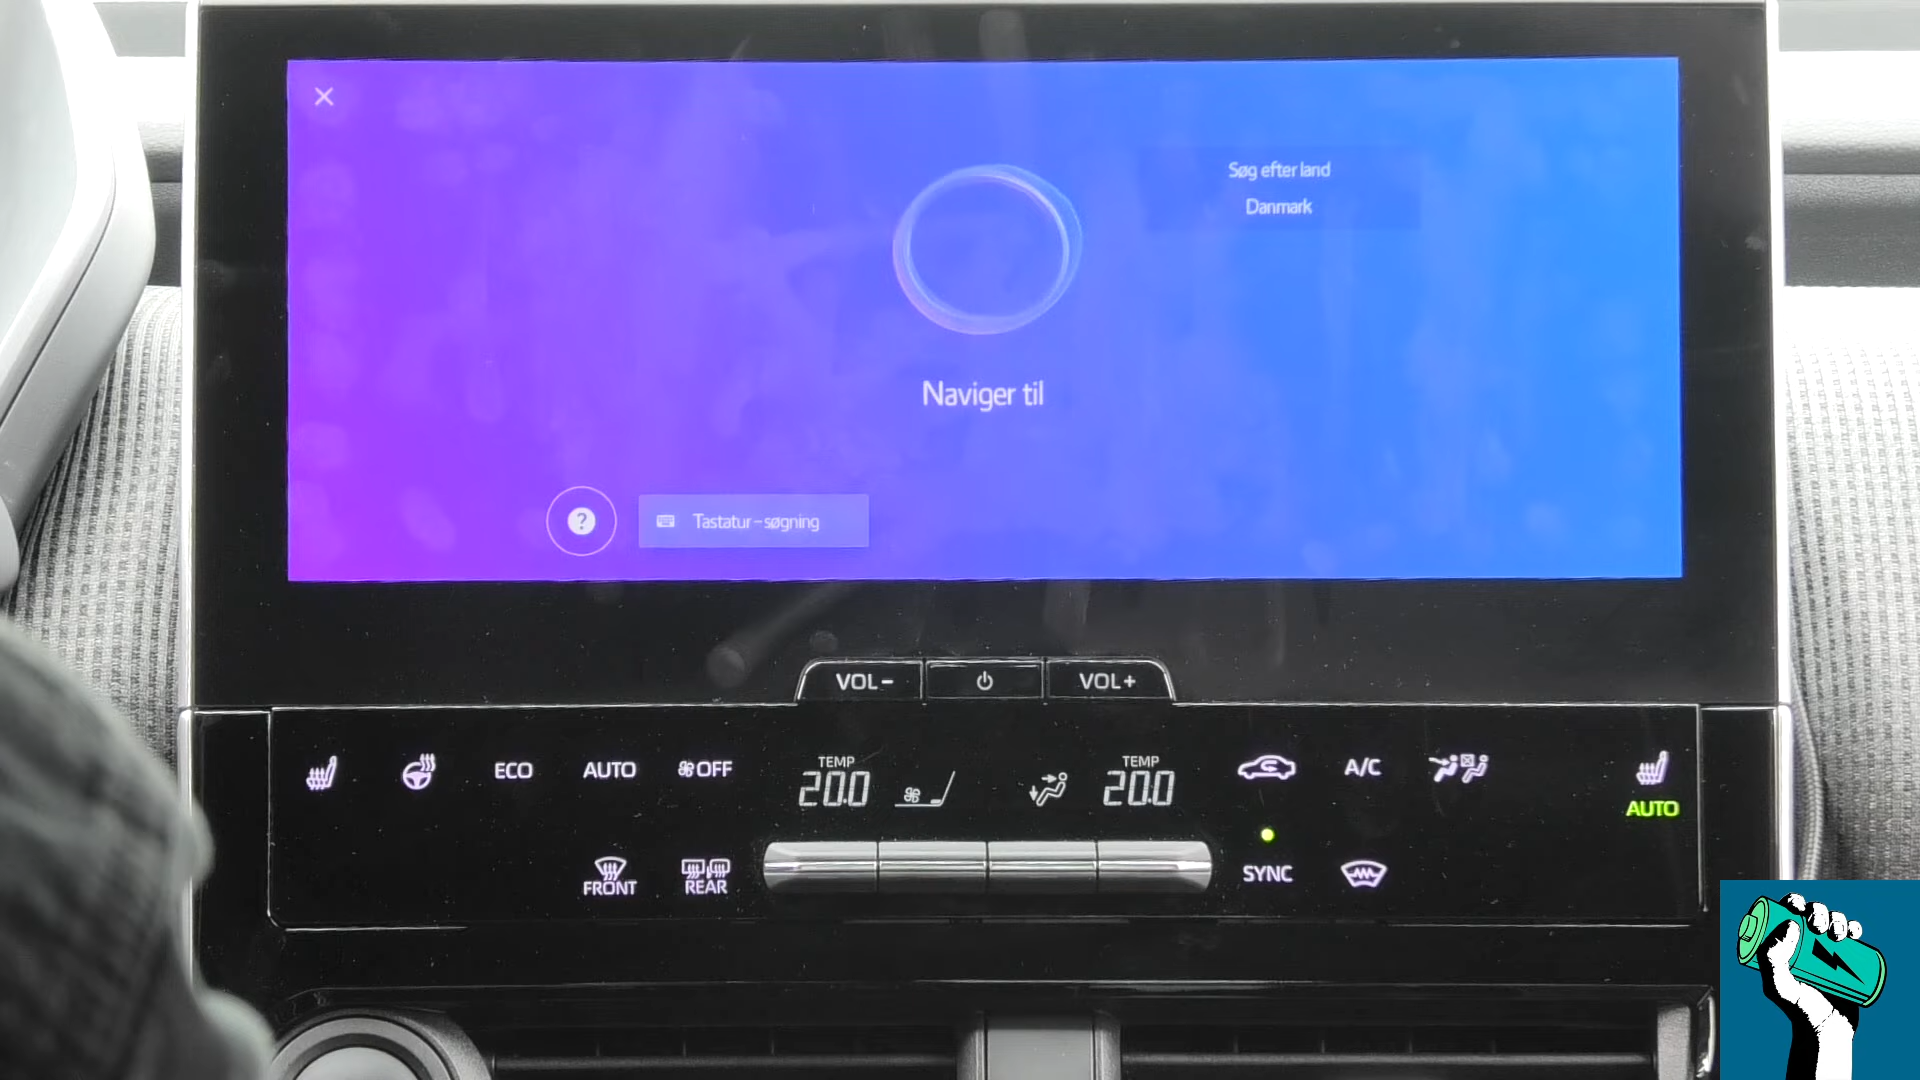 Søg efter land
Danmark
Naviger til
?
Tastatur-søgning
VOL-
VOL+
ECO
AUTO
OFF
TEMP
20.0
TEMP
20.0
A/C
AUTO
FRONT
REAR
SYNC